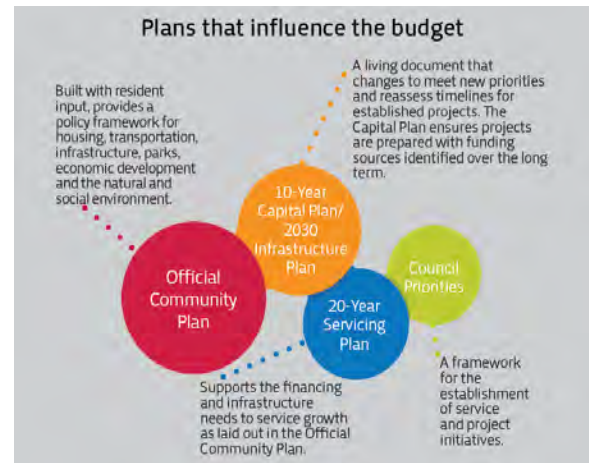 Plans that influence the budget
A living document that
changes to meet new priorities
and reassess timelines for
established projects. The
Capital Plan ensures projects
are prepared with funding
sources identified over the long
term.
Built with resident
input, provides a
policy framework for
housing, transportation,
infrastructure, parks,
economic development
and the natural and
social environment.
10-Year
Capital Plan/
2030
Infrastructure
Plan
Official
Community
Plan
Council
Priorities
20-Year
Servicing
Plan
Supports the financing
and infrastructure
needs to service growth
as laid out in the Official
Community Plan.
A framework
for the
establishment
of service
and project
initiatives.